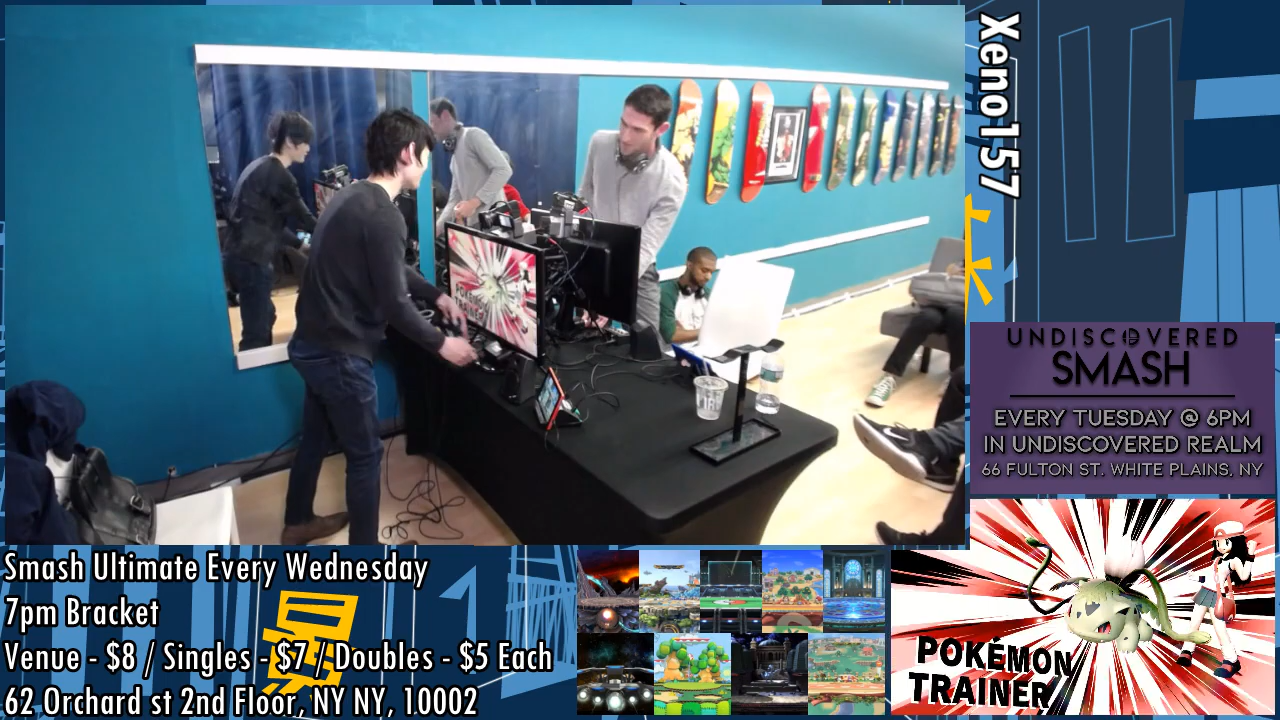 Xeno157
UNDISCOVERED
SMASH
EVERY TUESDAY @ 6PM
IN UNDISCOVERED REALM
66 FULTON ST. WHITE PLAINS, NY
Smash Ultimate Every Wednesday
7pm Bracket
Venue - $8 / Singles - $7 / Doubles - $5 Each
62 Orchard st 2nd Floor, NY NY, 10002
POKÉMON
TRAINER
POKÉMON
TRAINER